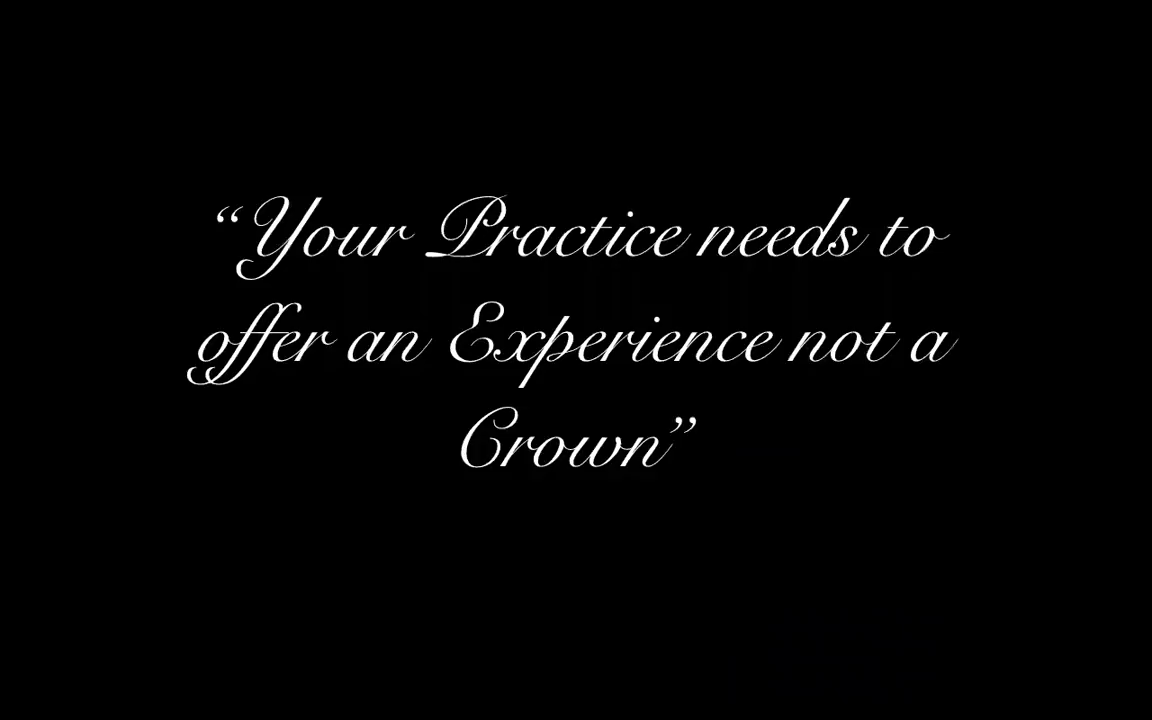 “Your Practice needs to
offer an Experience not a
Crown”